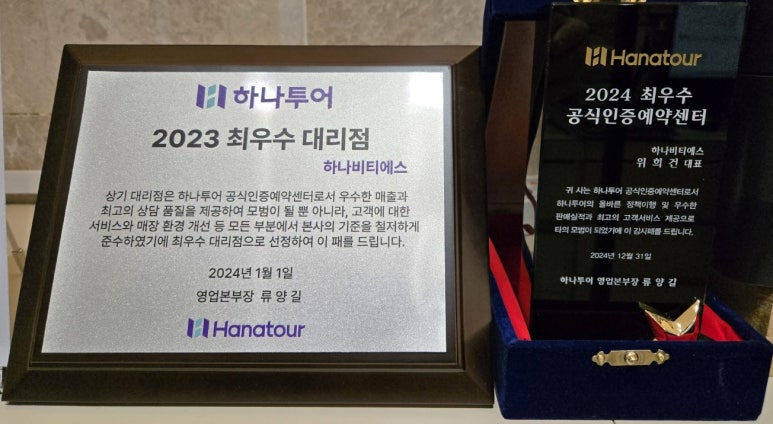 하나투어
2023 최우수 대리점
하나비티에스
상기 대리점은 하나투어 공식인증예약센터로서 우수한 매출과
최고의 상담 품질을 제공하여 모범이 될 뿐 아니라, 고객에 대한
서비스와 매장 환경 개선 등 모든 부분에서 본사의 기준을 철저하게
준수하였기에 최우수 대리점으로 선정하여 이 패를 드립니다.
2024년 1월 1일
영업본부장 류 양 길
Hanatour
Hanatour
2024 최우수
공식인증예약센터
하나비티에스
위 희 건 대표
귀 사는 하나투어 공식인증예약센터로서
하나투어의 올바른 정책이행 및 우수한
판매실적과 최고의 고객서비스 제공으로
타의 모범이 되었기에 이 감사패를 드립니다.
2024년 12월 31일
하나투어 영업본부장 류 양 길